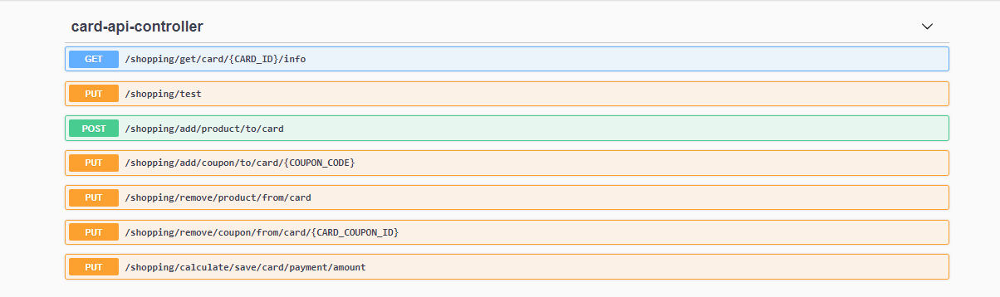 card-api-controller
GET /shopping/get/card/{CARD_ID}/info
PUT /shopping/test
POST /shopping/add/product/to/card
PUT /shopping/add/coupon/to/card/{COUPON_CODE}
PUT /shopping/remove/product/from/card
PUT /shopping/remove/coupon/from/card/{CARD_COUPON_ID}
PUT /shopping/calculate/save/card/payment/amount